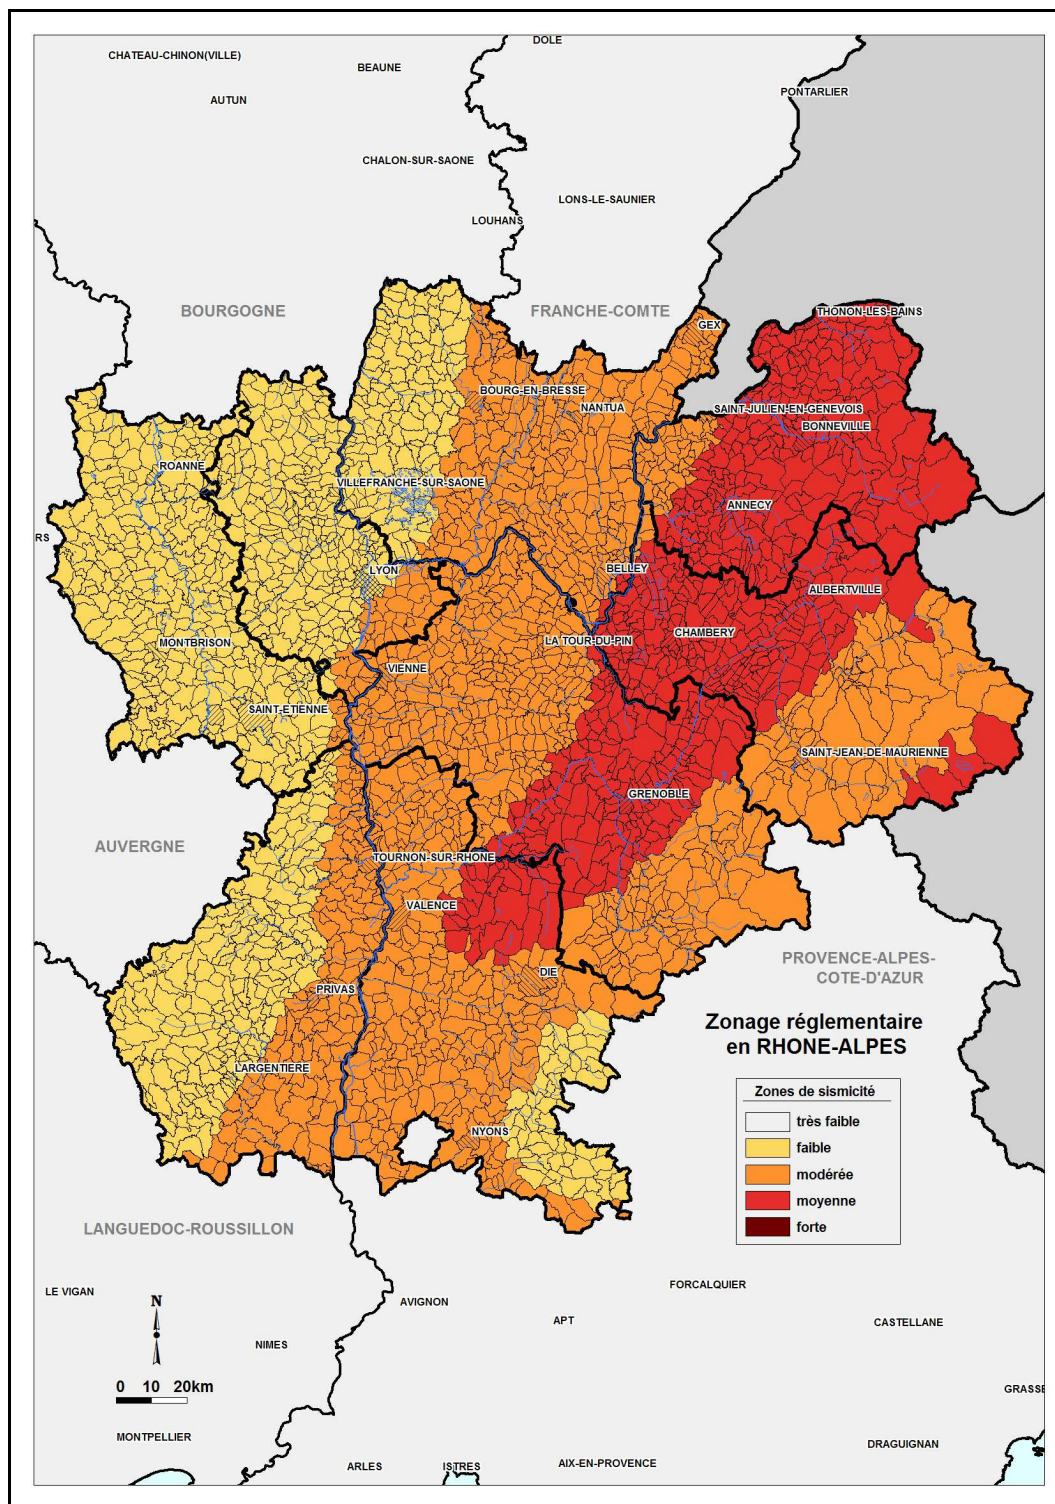 DOLE
CHATEAU-CHINON(VILLE)
BEAUNE
PONTARLIER
AUTUN
CHALON-SUR-SAONE
LONS-LE-SAUNIER
LOUHANS
BOURGOGNE
FRANCHE-COMTE
THONON-LES-BAINS
GEX
BOURG-EN-BRESSE
NANTUA
SAINT-JULIEN-EN-GENEVOIS
BONNEVILLE
ROANNE
VILLEFRANCHE-SUR-SAONE
ANNECY
RS
LYON
BELLEY
ALBERTVILLE
MONTBRISON
LA TOUR-DU-PIN
CHAMBERY
VIENNE
SAINT-ETIENNE
SAINT-JEAN-DE-MAURIENNE
GRENOBLE
AUVERGNE
TOURNON-SUR-RHONE
VALENCE
PROVENCE-ALPES-
COTE-D'AZUR
DIE
PRIVAS
Zonage réglementaire
en RHONE-ALPES
LARGENTIERE
Zones de sismicité
très faible
faible
modérée
moyenne
forte
NYONS
LANGUEDOC-ROUSSILLON
FORCALQUIER
LE VIGAN
AVIGNON
APT
CASTELLANE
N
NIMES
0 10 20km
GRASSE
MONTPELLIER
DRAGUIGNAN
ARLES
ISTRES
AIX-EN-PROVENCE